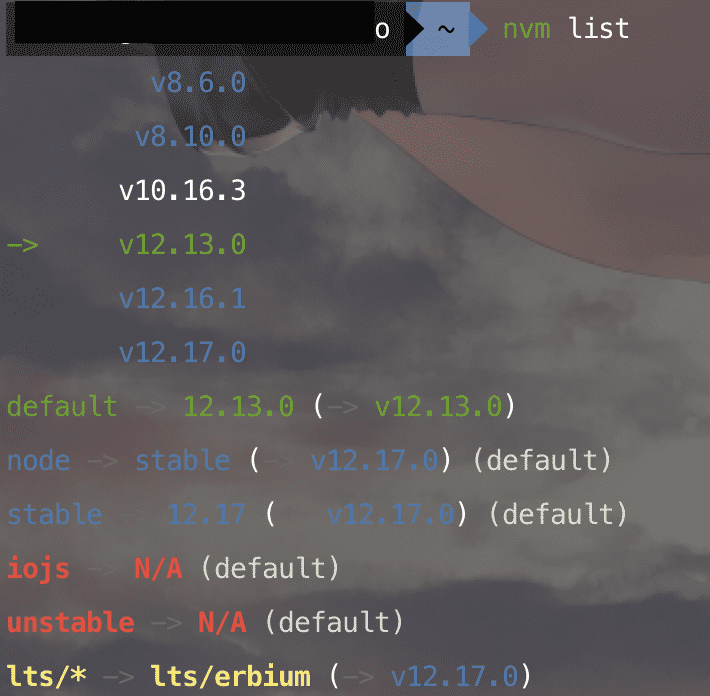 o ~ nvm list
v8.6.0
v8.10.0
v10.16.3
-> v12.13.0
v12.16.1
v12.17.0
default -> 12.13.0 (-> v12.13.0)
node -> stable (-> v12.17.0) (default)
stable -> 12.17 (-> v12.17.0) (default)
iojs -> N/A (default)
unstable -> N/A (default)
lts/* -> lts/erbium (-> v12.17.0)